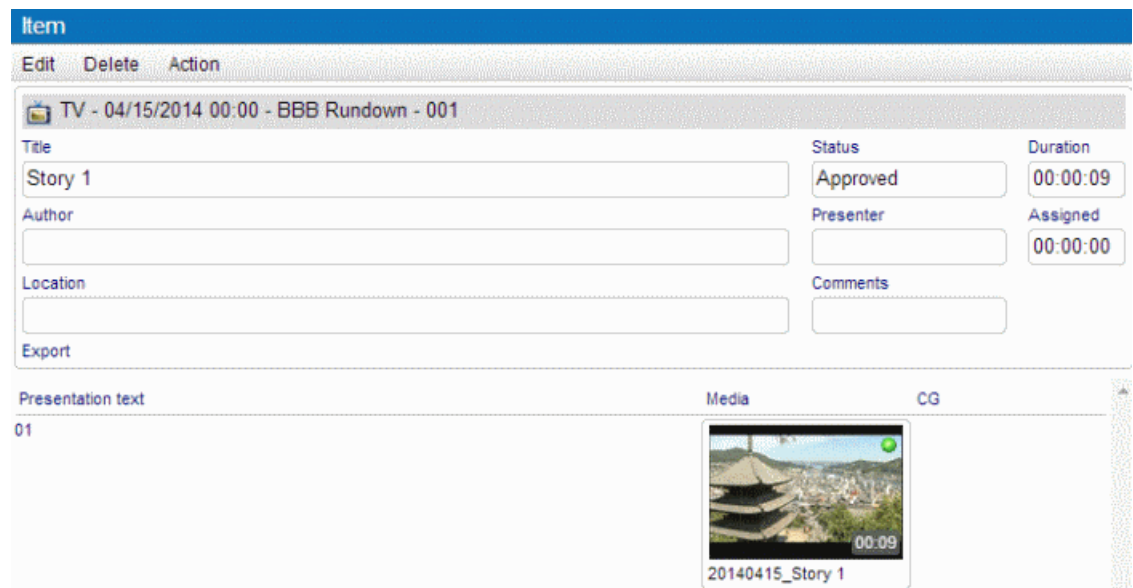 Item
Edit Delete Action
TV - 04/15/2014 00:00 - BBB Rundown - 001
Title Status Duration
Story 1 Approved 00:00:09
Author Presenter Assigned
00:00:00
Location Comments
Export
Presentation text Media CG
01
00:09
20140415_Story 1